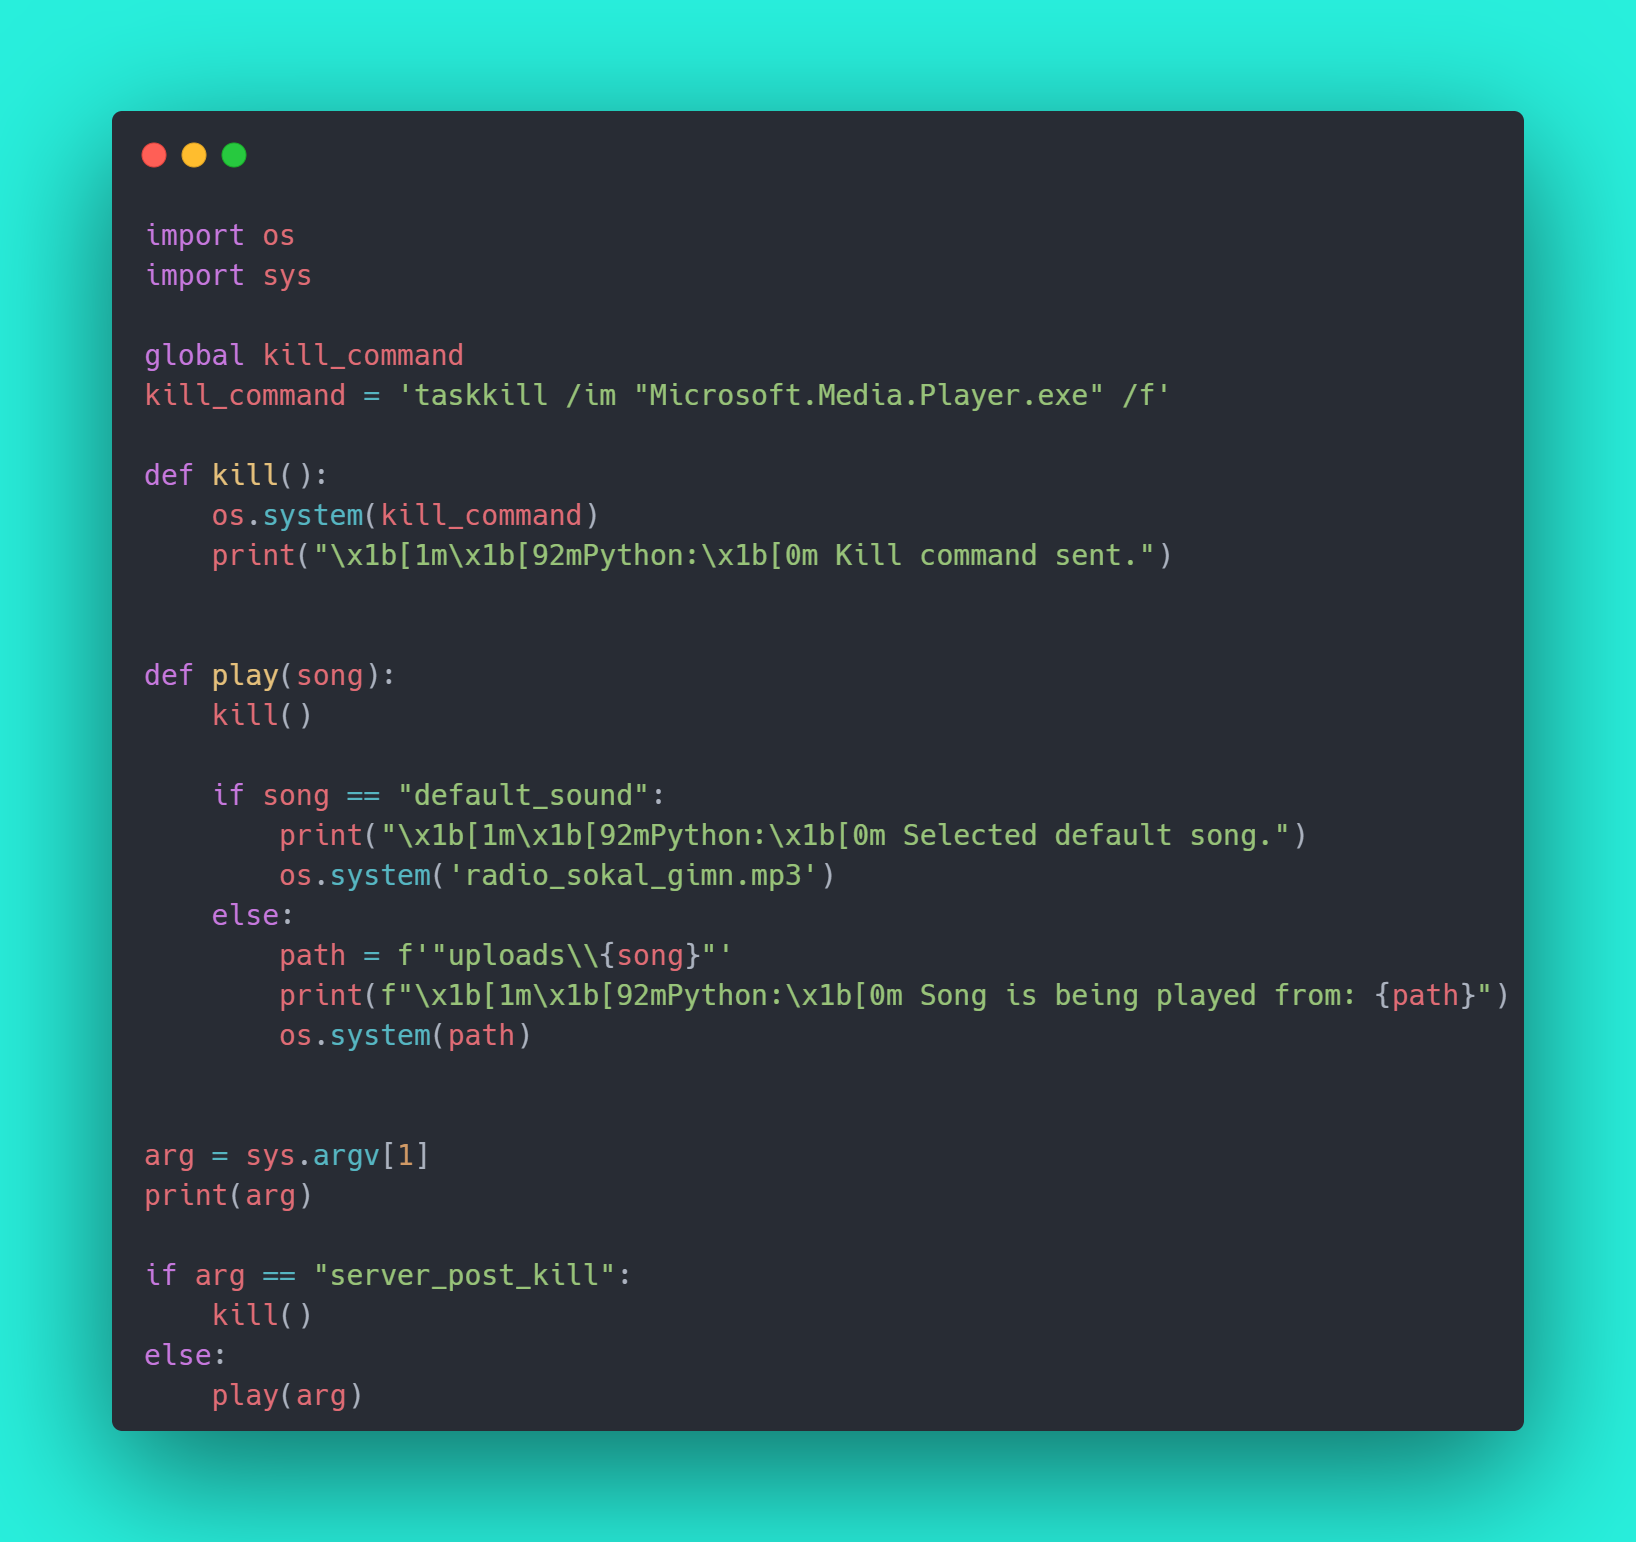 import os
import sys

global kill_command
kill_command = 'taskkill /im "Microsoft.Media.Player.exe" /f'

def kill():
    os.system(kill_command)
    print("\x1b[1m\x1b[92mPython:\x1b[0m Kill command sent.")


def play(song):
    kill()

    if song == "default_sound":
        print("\x1b[1m\x1b[92mPython:\x1b[0m Selected default song.")
        os.system('radio_sokal_gimn.mp3')
    else:
        path = f'"uploads\\{song}"'
        print(f"\x1b[1m\x1b[92mPython:\x1b[0m Song is being played from: {path}")
        os.system(path)


arg = sys.argv[1]
print(arg)

if arg == "server_post_kill":
    kill()
else:
    play(arg)